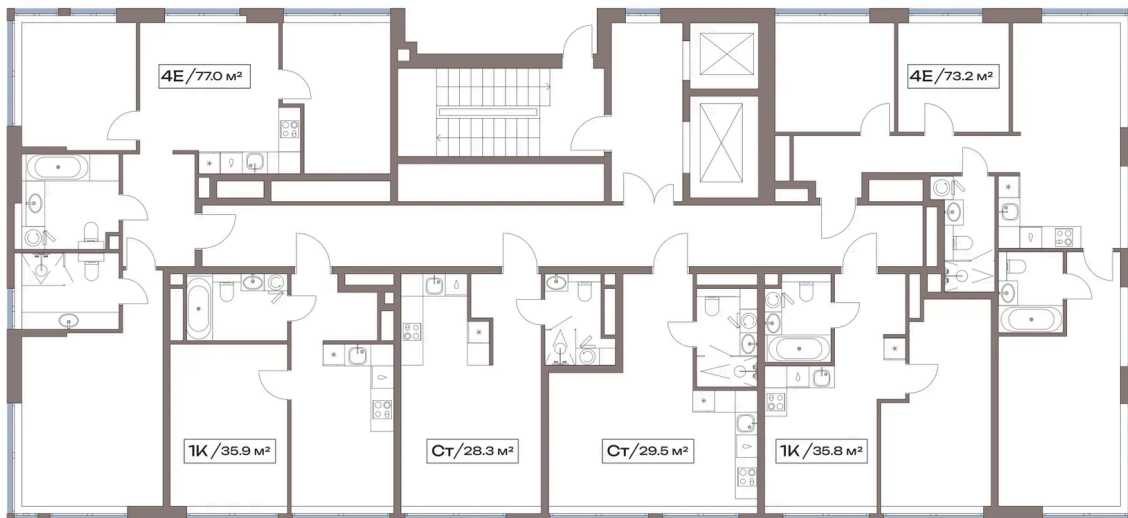 4Е/77.0 м²
4Е/73.2 м²
1К/35.9 м²
Ст/28.3 м²
Ст/29.5 м²
1К/35.8 м²